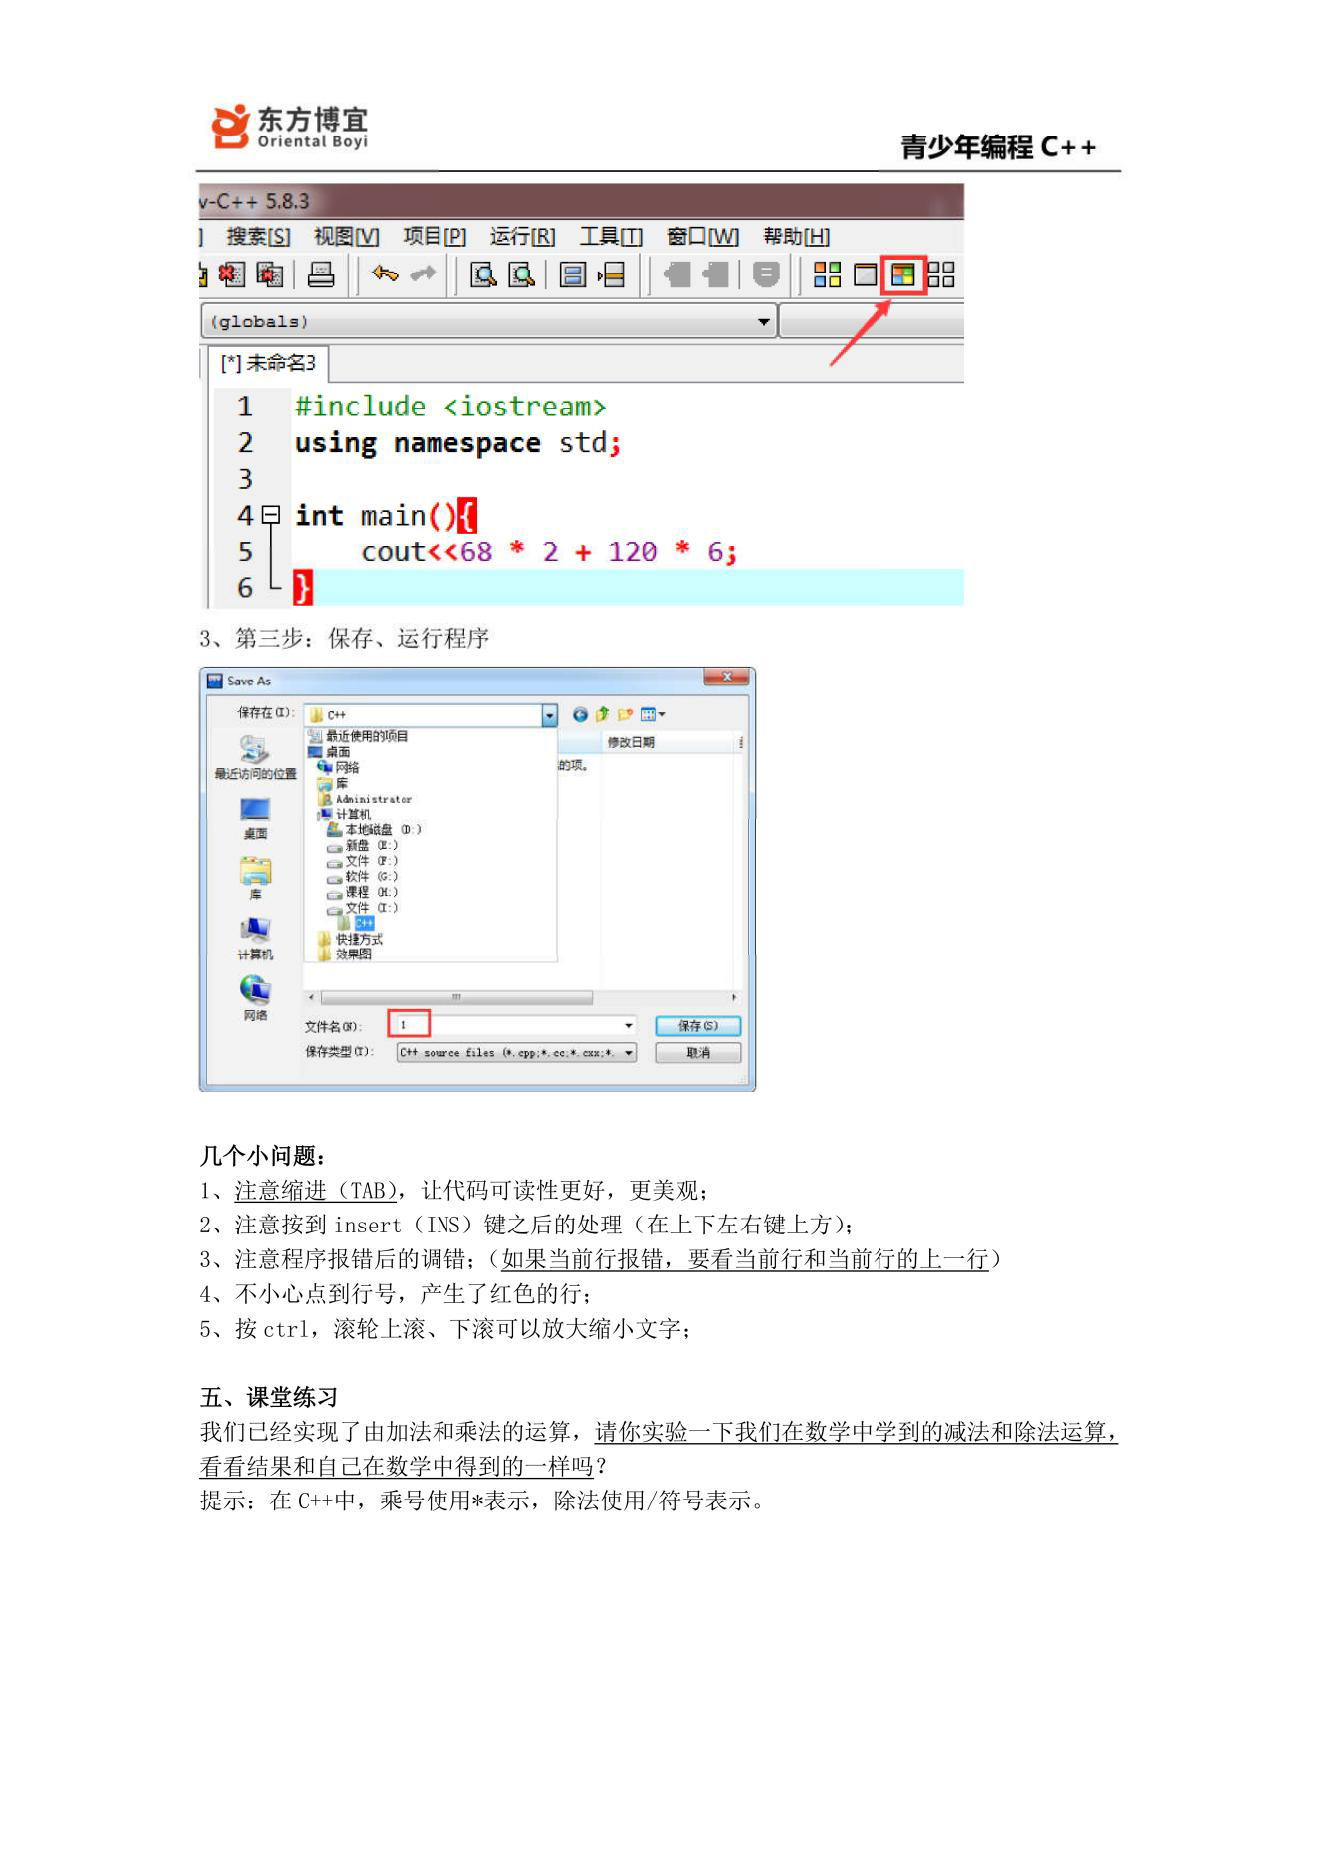 东方博宜
Oriental Boyi
青少年编程 C++
v-C++ 5.8.3
] 搜索[S] 视图[V] 项目[P] 运行[R] 工具[T] 窗口[W] 帮助[H]
(globals)
[*] 未命名3
1 #include <iostream>
2 using namespace std;
3
4 int main(){
5 cout<<68 * 2 + 120 * 6;
6 }
3、第三步：保存、运行程序
Save As
保存在(I): C++
最近使用的项目
桌面
网络
库
Administrator
计算机
本地磁盘 (D:)
新盘 (E:)
文件 (F:)
软件 (G:)
课程 (H:)
文件 (I:)
C++
快捷方式
效果图
修改日期
的项。
最近访问的位置
桌面
库
计算机
网络
文件名(N): 1 保存(S)
保存类型(T): C++ source files (*.cpp;*.cc;*.cxx;*. 取消
几个小问题：
1、注意缩进（TAB），让代码可读性更好，更美观；
2、注意按到 insert（INS）键之后的处理（在上下左右键上方）；
3、注意程序报错后的调错；（如果当前行报错，要看当前行和当前行的上一行）
4、不小心点到行号，产生了红色的行；
5、按 ctrl，滚轮上滚、下滚可以放大缩小文字；
五、课堂练习
我们已经实现了由加法和乘法的运算，请你实验一下我们在数学中学到的减法和除法运算，
看看结果和自己在数学中得到的一样吗？
提示：在 C++中，乘号使用*表示，除法使用/符号表示。